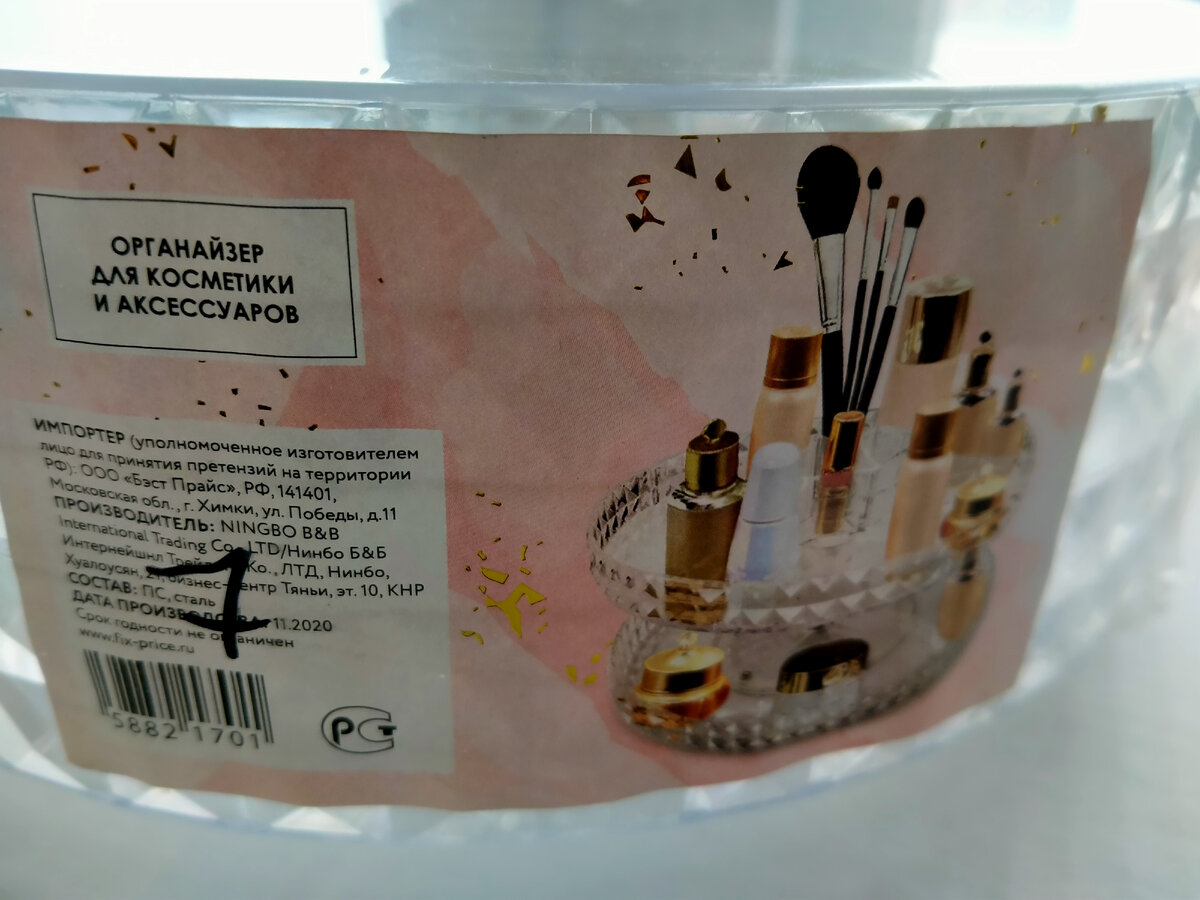 ОРГАНАЙЗЕР
ДЛЯ КОСМЕТИКИ
И АКСЕССУАРОВ
ИМПОРТЕР (уполномоченное изготовителем
лицо для принятия претензий на территории
РФ): ООО «Бэст Прайс», РФ, 141401,
Московская обл., г. Химки, ул. Победы, д.11
ПРОИЗВОДИТЕЛЬ: NINGBO B&B
International Trading Co., LTD/Нинбо Б&Б
Интернейшнл Ко., ЛТД, Нинбо,
Хуалоусян, 21, бизнес-центр Тяньи, эт. 10, КНР
СОСТАВ: ПС, сталь
ДАТА ПРОИЗВОДСТВА: 11.2020
Срок годности не ограничен
www.fix-price.ru
7
5882 1701
РСТ